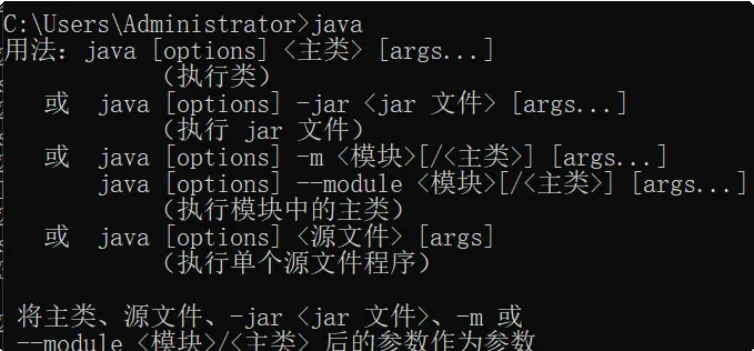 C:\Users\Administrator>java
用法：java [options] <主类> [args...]
（执行类）
或 java [options] -jar <jar 文件> [args...]
（执行 jar 文件）
或 java [options] -m <模块>[/<主类>] [args...]
java [options] --module <模块>[/<主类>] [args...]
（执行模块中的主类）
或 java [options] <源文件> [args]
（执行单个源文件程序）
将主类、源文件、-jar <jar 文件>、-m 或
--module <模块>/<主类> 后的参数作为参数